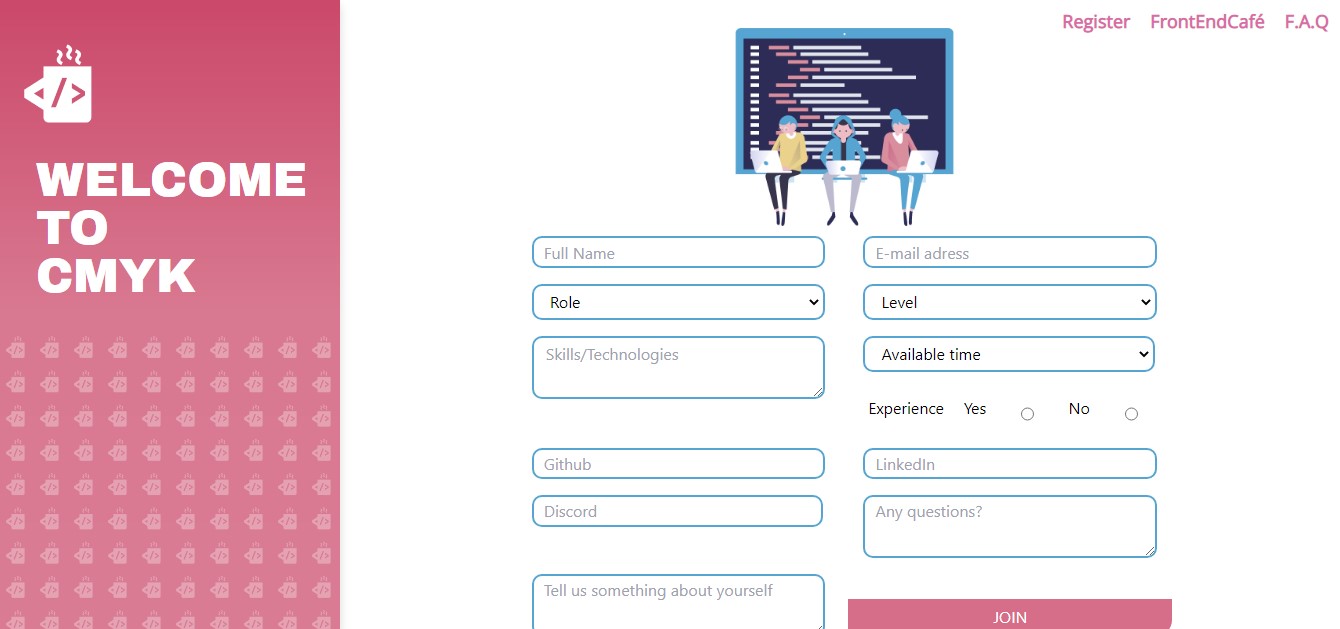 Register FrontEndCafé F.A.Q
</>
WELCOME
TO
CMYK
Full Name
E-mail adress
Role
Level
Skills/Technologies
Available time
Experience Yes No
Github
LinkedIn
Discord
Any questions?
Tell us something about yourself
JOIN